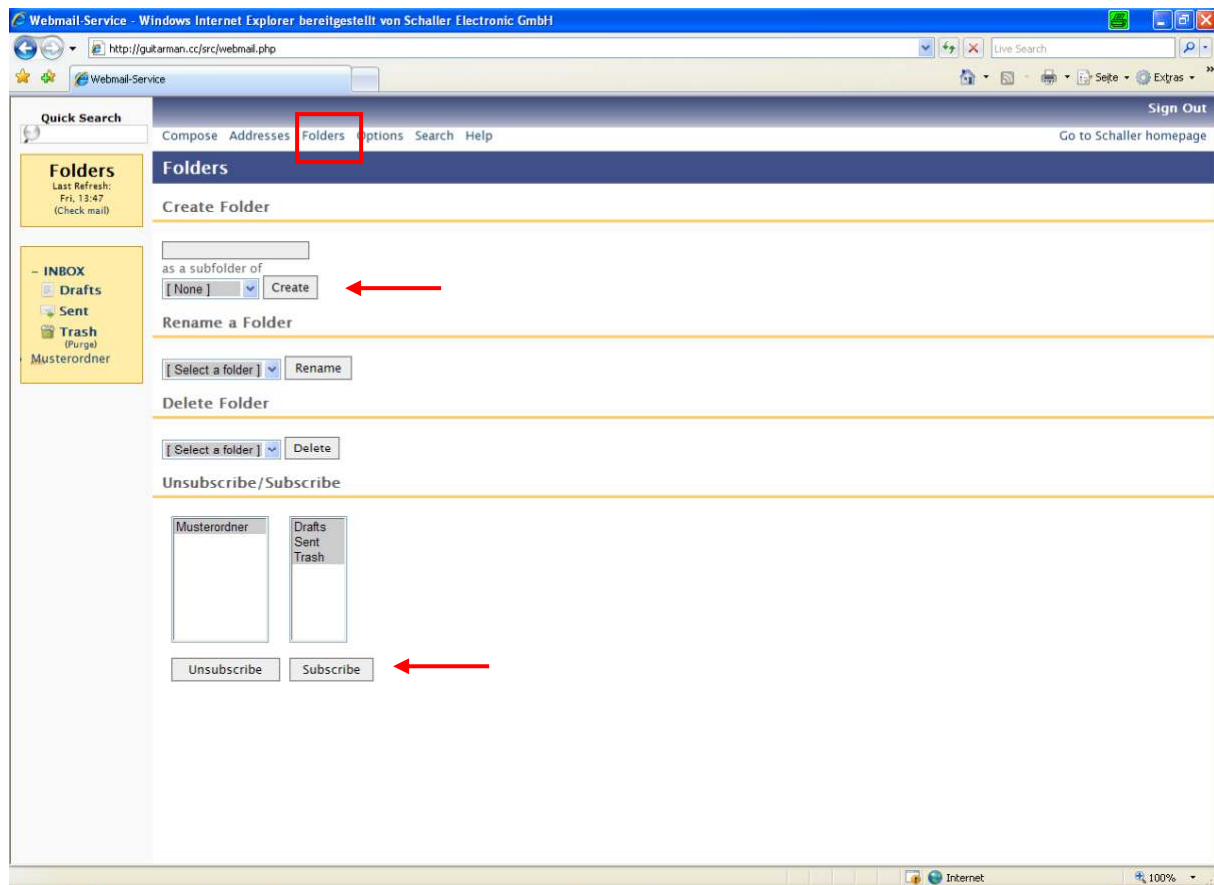 Webmail-Service - Windows Internet Explorer bereitgestellt von Schaller Electronic GmbH
http://guitarman.cc/src/webmail.php
Live Search
Webmail-Service
Seite
Extras
Quick Search
Sign Out
Compose Addresses Folders Options Search Help
Go to Schaller homepage
Folders
Last Refresh:
Fri, 13:47
(Check mail)
– INBOX
Drafts
Sent
Trash
(Purge)
Musterordner
Folders
Create Folder
as a subfolder of
[ None ]
Create
Rename a Folder
[ Select a folder ]
Rename
Delete Folder
[ Select a folder ]
Delete
Unsubscribe/Subscribe
Musterordner
Drafts
Sent
Trash
Unsubscribe
Subscribe
Internet
100%